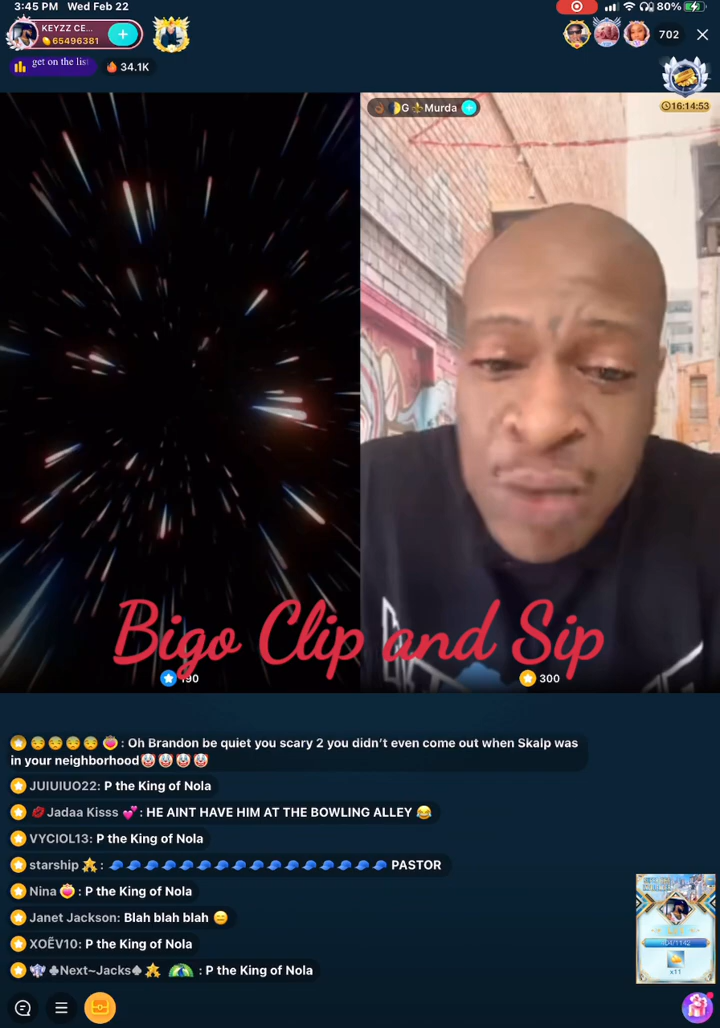 3:45 PM Wed Feb 22
80%
KEYZZ CE...
65496381
702
get on the list
34.1K
16:14:53
G Murda
Bigo Clip and Sip
190
300
: Oh Brandon be quiet you scary 2 you didn't even come out when Skalp was
in your neighborhood🤡🤡🤡🤡
JUIUIUO22: P the King of Nola
💋Jadaa Kisss 💕: HE AINT HAVE HIM AT THE BOWLING ALLEY 😂
VYCIOL13: P the King of Nola
starship : 🧢🧢🧢🧢🧢🧢🧢🧢🧢🧢🧢🧢🧢🧢🧢🧢 PASTOR
Nina : P the King of Nola
Janet Jackson: Blah blah blah 😑
XOẼV10: P the King of Nola
♣Next~Jacks♠ : P the King of Nola
x11